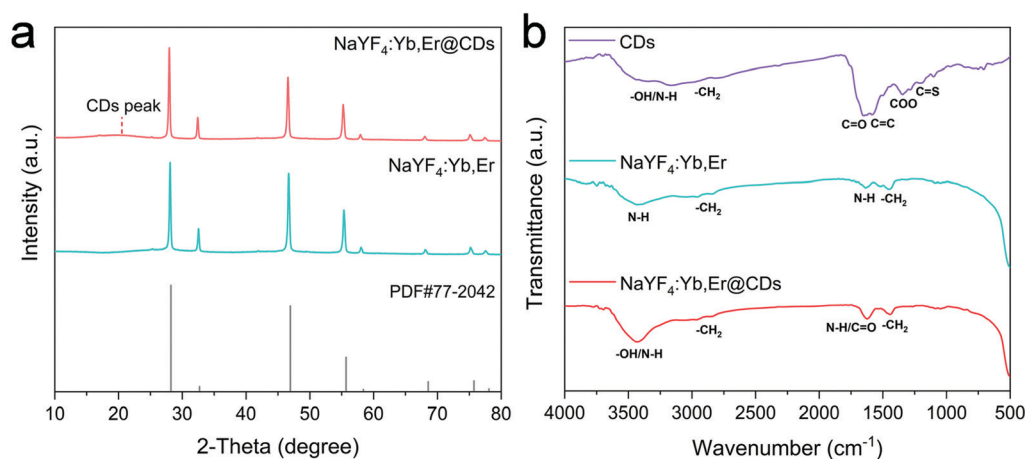 a
NaYF₄:Yb,Er@CDs
CDs peak
NaYF₄:Yb,Er
PDF#77-2042
Intensity (a.u.)
10 20 30 40 50 60 70 80
2-Theta (degree)
b
CDs
-OH/N-H
-CH₂
C=O
C=C
COO
C=S
NaYF₄:Yb,Er
N-H
-CH₂
N-H
-CH₂
NaYF₄:Yb,Er@CDs
-OH/N-H
-CH₂
N-H/C=O
-CH₂
Transmittance (a.u.)
4000 3500 3000 2500 2000 1500 1000 500
Wavenumber (cm⁻¹)